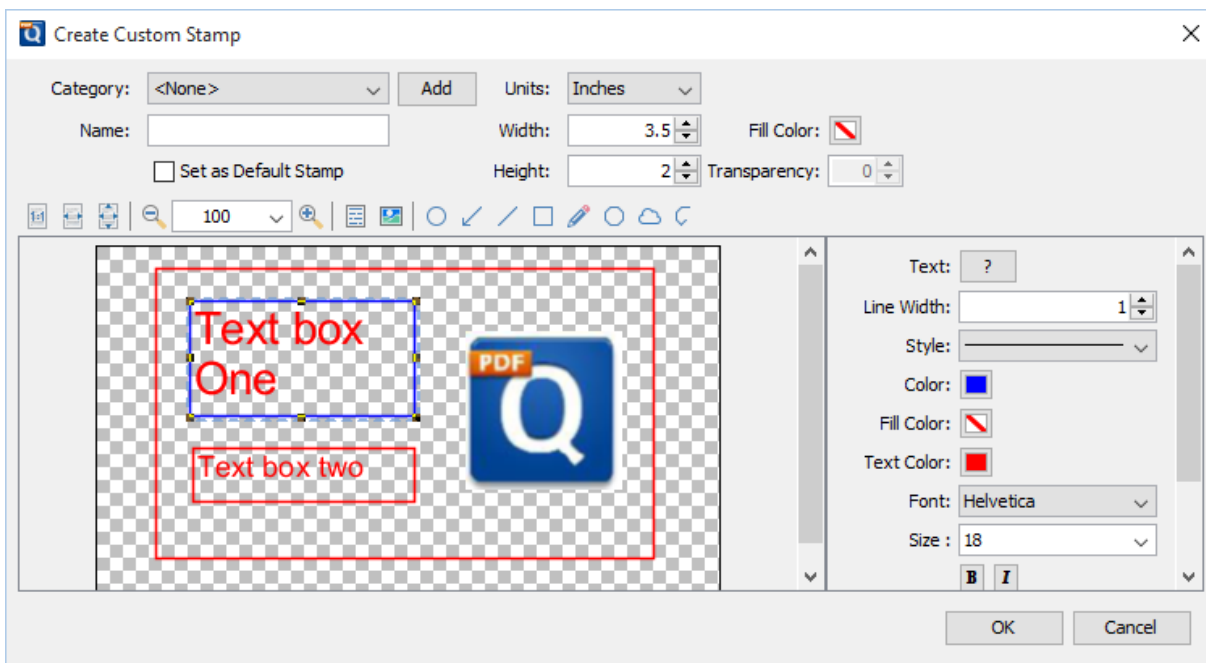 Create Custom Stamp
Category: <None> Add Units: Inches
Name: Width: 3.5 Fill Color:
Set as Default Stamp Height: 2 Transparency: 0
1:1 100
Text: ?
Line Width: 1
Style:
Color:
Fill Color:
Text Color:
Font: Helvetica
Size : 18
B I
Text box
One
PDF
Q
Text box two
OK Cancel